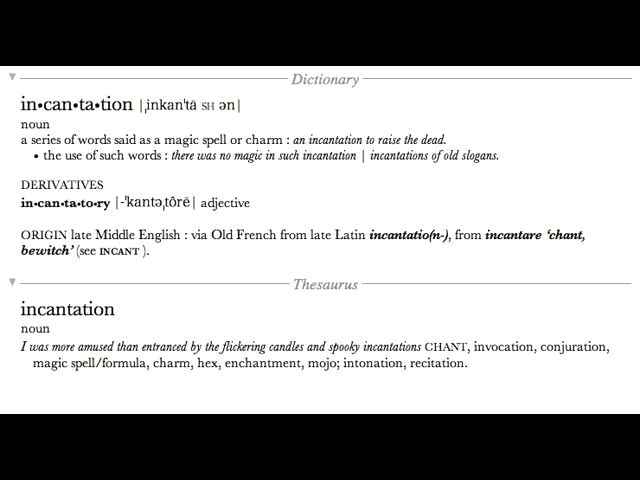 Dictionary
in•can•ta•tion |ˌinkanˈtā SH ən|
noun
a series of words said as a magic spell or charm : an incantation to raise the dead.
• the use of such words : there was no magic in such incantation | incantations of old slogans.
DERIVATIVES
in•can•ta•to•ry |-ˈkantəˌtôrē| adjective
ORIGIN late Middle English : via Old French from late Latin incantatio(n-), from incantare ‘chant,
bewitch’ (see INCANT ).
Thesaurus
incantation
noun
I was more amused than entranced by the flickering candles and spooky incantations CHANT, invocation, conjuration,
magic spell/formula, charm, hex, enchantment, mojo; intonation, recitation.